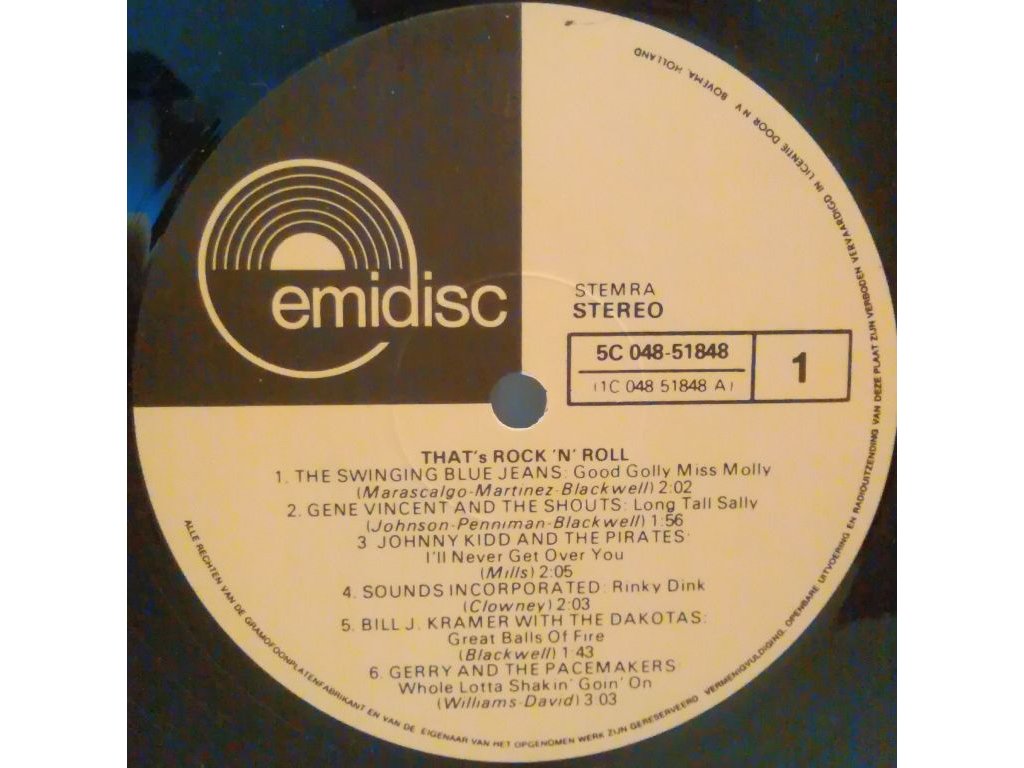 emidisc
STEMRA
STEREO
5C 048-51848
(1C 048 51848 A)
1
THAT's ROCK 'N' ROLL
1. THE SWINGING BLUE JEANS: Good Golly Miss Molly
(Marascalgo-Martinez-Blackwell) 2:02
2. GENE VINCENT AND THE SHOUTS: Long Tall Sally
(Johnson-Penniman-Blackwell) 1:56
3 JOHNNY KIDD AND THE PIRATES:
I'll Never Get Over You
(Mills) 2:05
4. SOUNDS INCORPORATED: Rinky Dink
(Clowney) 2:03
5. BILL J. KRAMER WITH THE DAKOTAS:
Great Balls Of Fire
(Blackwell) 1:43
6. GERRY AND THE PACEMAKERS:
Whole Lotta Shakin' Goin' On
(Williams-David) 3:03
ALLE RECHTEN VAN DE GRAMOFOONPLATENFABRIKANT EN VAN DE EIGENAAR VAN HET OPGENOMEN WERK ZIJN GERESERVEERD. VERMENIGVULDIGING, OPENBARE UITVOERING EN RADIOUITZENDING VAN DEZE PLAAT ZIJN VERBODEN VERVAARDIGD IN LICENTIE DOOR N.V. BOVEMA, HOLLAND